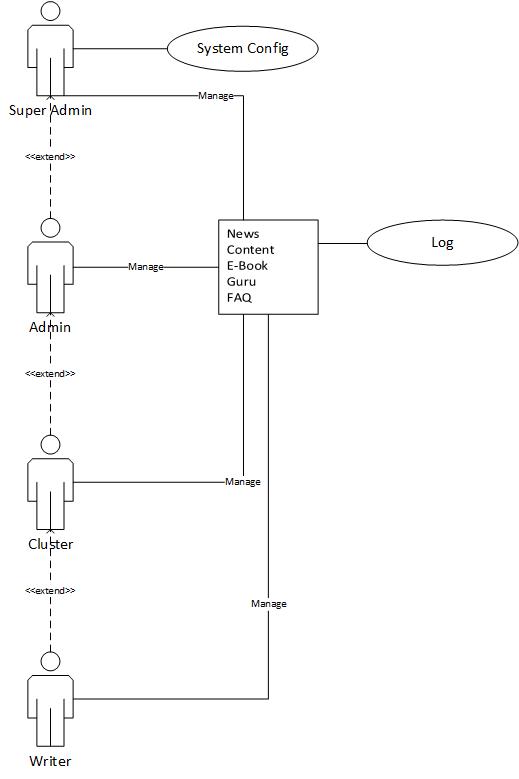 System Config
Super Admin
Manage
<<extend>>
News
Content
E-Book
Guru
FAQ
Log
Manage
Admin
<<extend>>
Manage
Cluster
<<extend>>
Manage
Writer